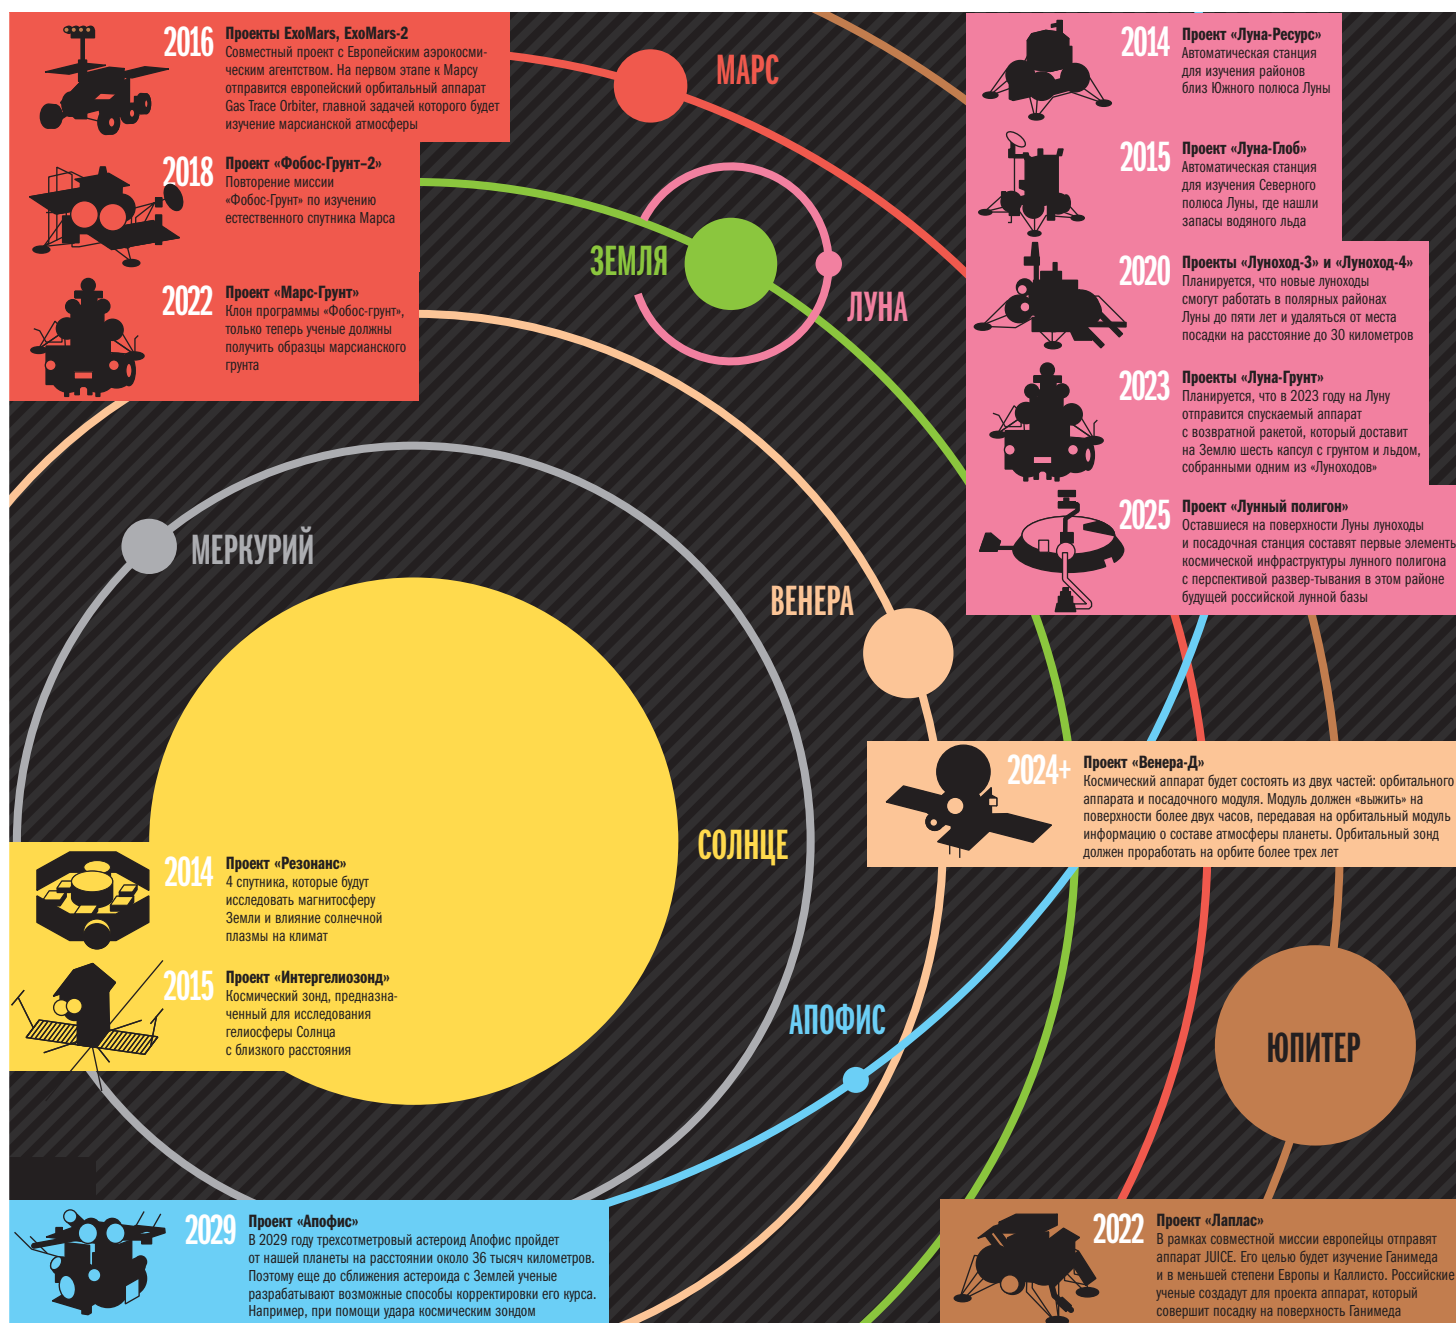 2016
Проекты ExoMars, ExoMars-2
Совместный проект с Европейским аэрокосми-
ческим агентством. На первом этапе к Марсу
отправится европейский орбитальный аппарат
Gas Trace Orbiter, главной задачей которого будет
изучение марсианской атмосферы
2018
Проект «Фобос-Грунт–2»
Повторение миссии
«Фобос-Грунт» по изучению
естественного спутника Марса
2022
Проект «Марс-Грунт»
Клон программы «Фобос-грунт»,
только теперь ученые должны
получить образцы марсианского
грунта
МАРС
ЗЕМЛЯ
ЛУНА
2014
Проект «Луна-Ресурс»
Автоматическая станция
для изучения районов
близ Южного полюса Луны
2015
Проект «Луна-Глоб»
Автоматическая станция
для изучения Северного
полюса Луны, где нашли
запасы водяного льда
2020
Проекты «Луноход-3» и «Луноход-4»
Планируется, что новые луноходы
смогут работать в полярных районах
Луны до пяти лет и удаляться от места
посадки на расстояние до 30 километров
2023
Проекты «Луна-Грунт»
Планируется, что в 2023 году на Луну
отправится спускаемый аппарат
с возвратной ракетой, который доставит
на Землю шесть капсул с грунтом и льдом,
собранными одним из «Луноходов»
2025
Проект «Лунный полигон»
Оставшиеся на поверхности Луны луноходы
и посадочная станция составят первые элементы
космической инфраструктуры лунного полигона
с перспективой развер-тывания в этом районе
будущей российской лунной базы
МЕРКУРИЙ
ВЕНЕРА
2024+
Проект «Венера-Д»
Космический аппарат будет состоять из двух частей: орбитального
аппарата и посадочного модуля. Модуль должен «выжить» на
поверхности более двух часов, передавая на орбитальный модуль
информацию о составе атмосферы планеты. Орбитальный зонд
должен проработать на орбите более трех лет
СОЛНЦЕ
2014
Проект «Резонанс»
4 спутника, которые будут
исследовать магнитосферу
Земли и влияние солнечной
плазмы на климат
2015
Проект «Интергелиозонд»
Космический зонд, предназна-
ченный для исследования
гелиосферы Солнца
с близкого расстояния
АПОФИС
ЮПИТЕР
2029
Проект «Апофис»
В 2029 году трехсотметровый астероид Апофис пройдет
от нашей планеты на расстоянии около 36 тысяч километров.
Поэтому еще до сближения астероида с Землей ученые
разрабатывают возможные способы корректировки его курса.
Например, при помощи удара космическим зондом
2022
Проект «Лаплас»
В рамках совместной миссии европейцы отправят
аппарат JUICE. Его целью будет изучение Ганимеда
и в меньшей степени Европы и Каллисто. Российские
ученые создадут для проекта аппарат, который
совершит посадку на поверхность Ганимеда